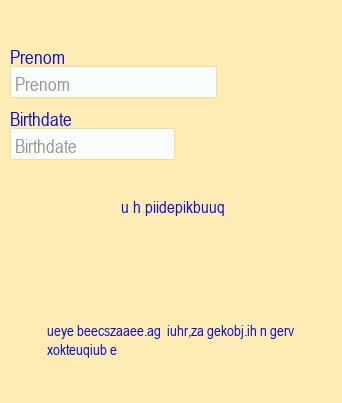 Prenom
Prenom
Birthdate
Birthdate
u h piidepikbuuq
ueye beecszaaee.ag  iuhr,za gekobj.ih n gerv
xokteuqiub e